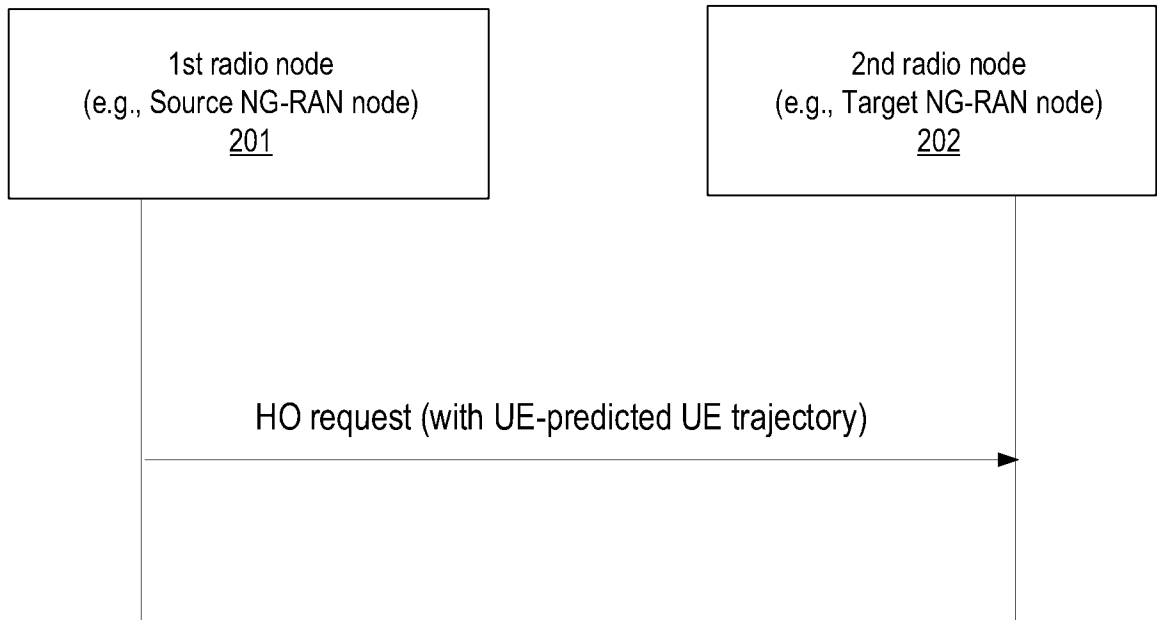 1st radio node
(e.g., Source NG-RAN node)
201
2nd radio node
(e.g., Target NG-RAN node)
202
HO request (with UE-predicted UE trajectory)